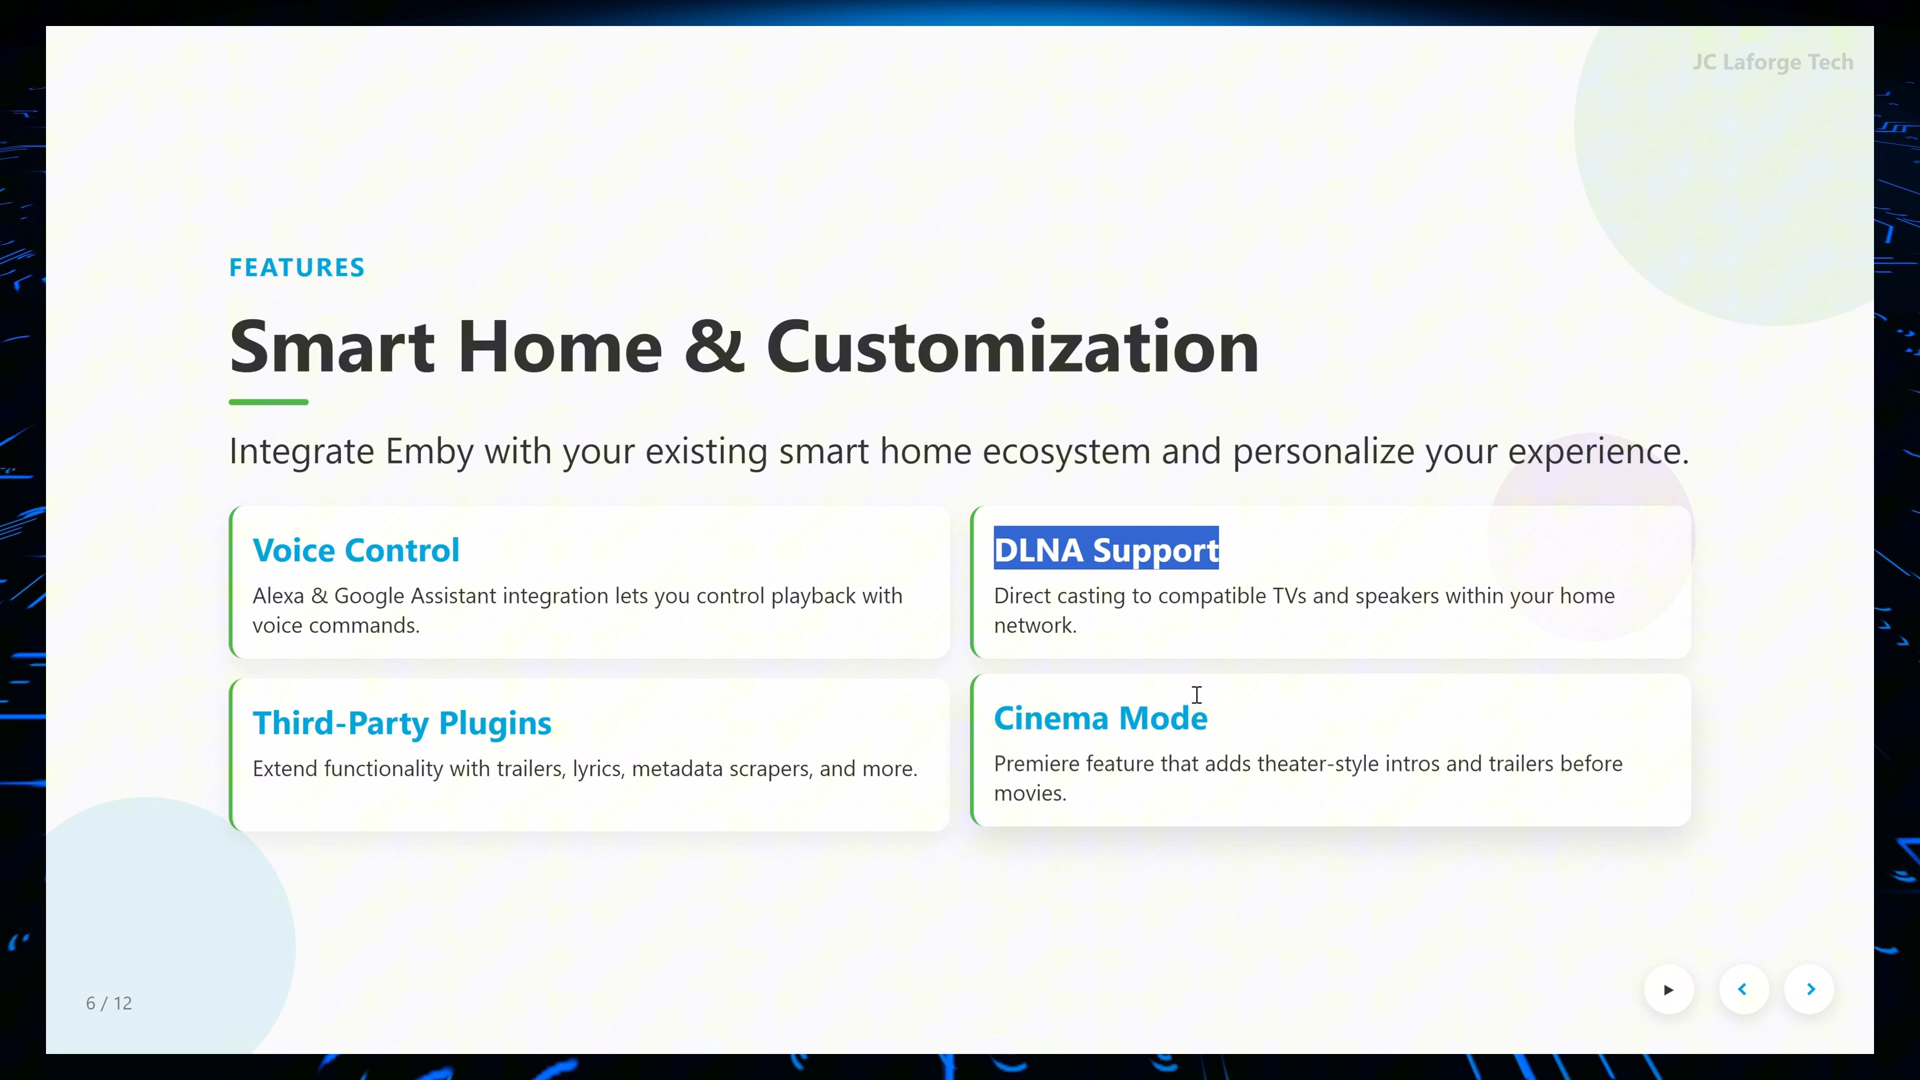 JC Laforge Tech
FEATURES
Smart Home & Customization
Integrate Emby with your existing smart home ecosystem and personalize your experience.
Voice Control
Alexa & Google Assistant integration lets you control playback with
voice commands.
DLNA Support
Direct casting to compatible TVs and speakers within your home
network.
Third-Party Plugins
Extend functionality with trailers, lyrics, metadata scrapers, and more.
Cinema Mode
Premiere feature that adds theater-style intros and trailers before
movies.
6 / 12